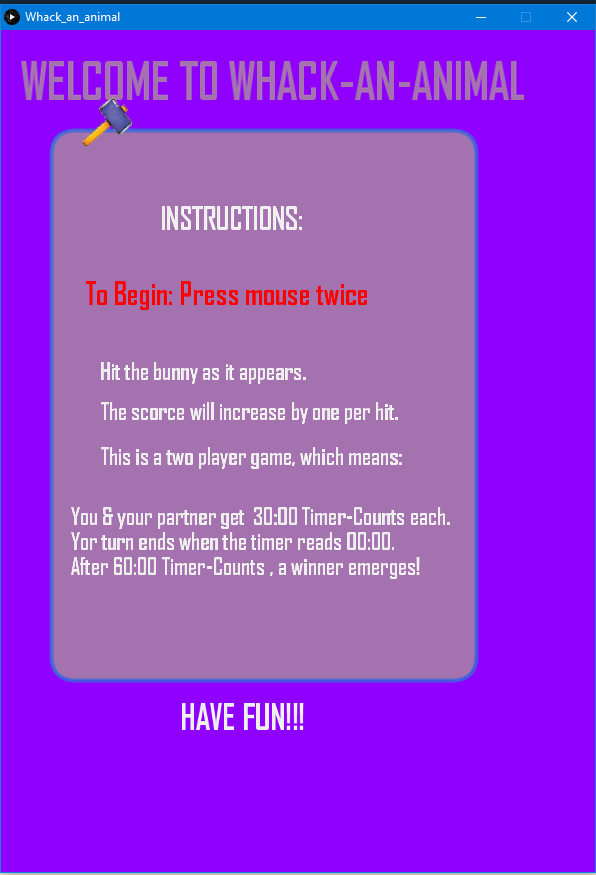 Whack_an_animal
WELCOME TO WHACK-AN-ANIMAL
INSTRUCTIONS:
To Begin: Press mouse twice
Hit the bunny as it appears.
The scorce will increase by one per hit.
This is a two player game, which means:
You & your partner get  30:00 Timer-Counts each.
Yor turn ends when the timer reads 00:00.
After 60:00 Timer-Counts , a winner emerges!
HAVE FUN!!!